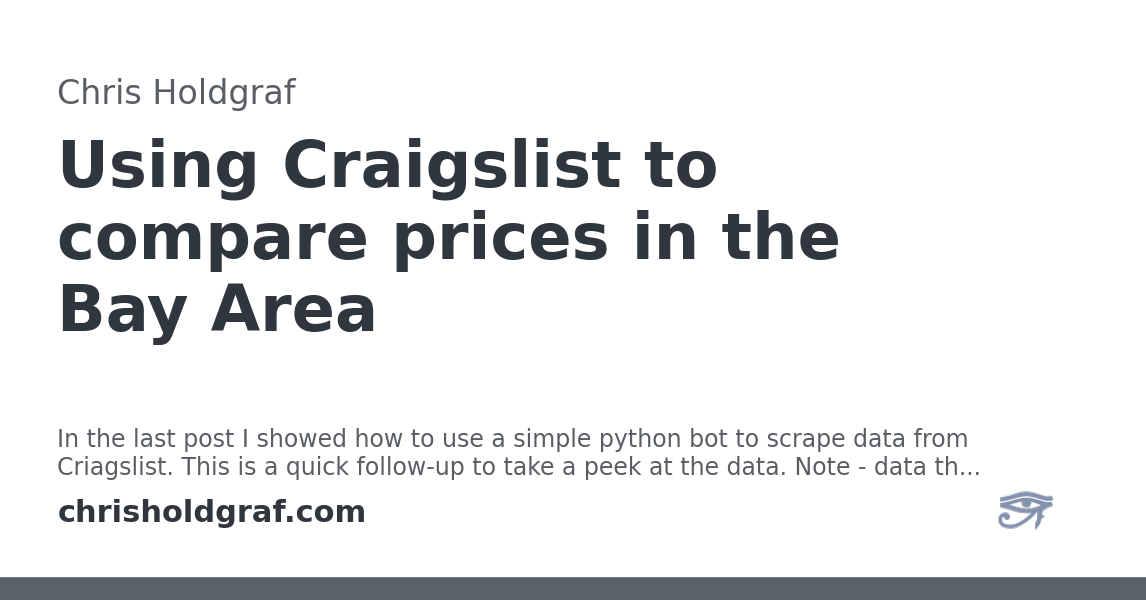 Chris Holdgraf
Using Craigslist to
compare prices in the
Bay Area
In the last post I showed how to use a simple python bot to scrape data from
Criagslist. This is a quick follow-up to take a peek at the data. Note - data th...
chrisholdgraf.com